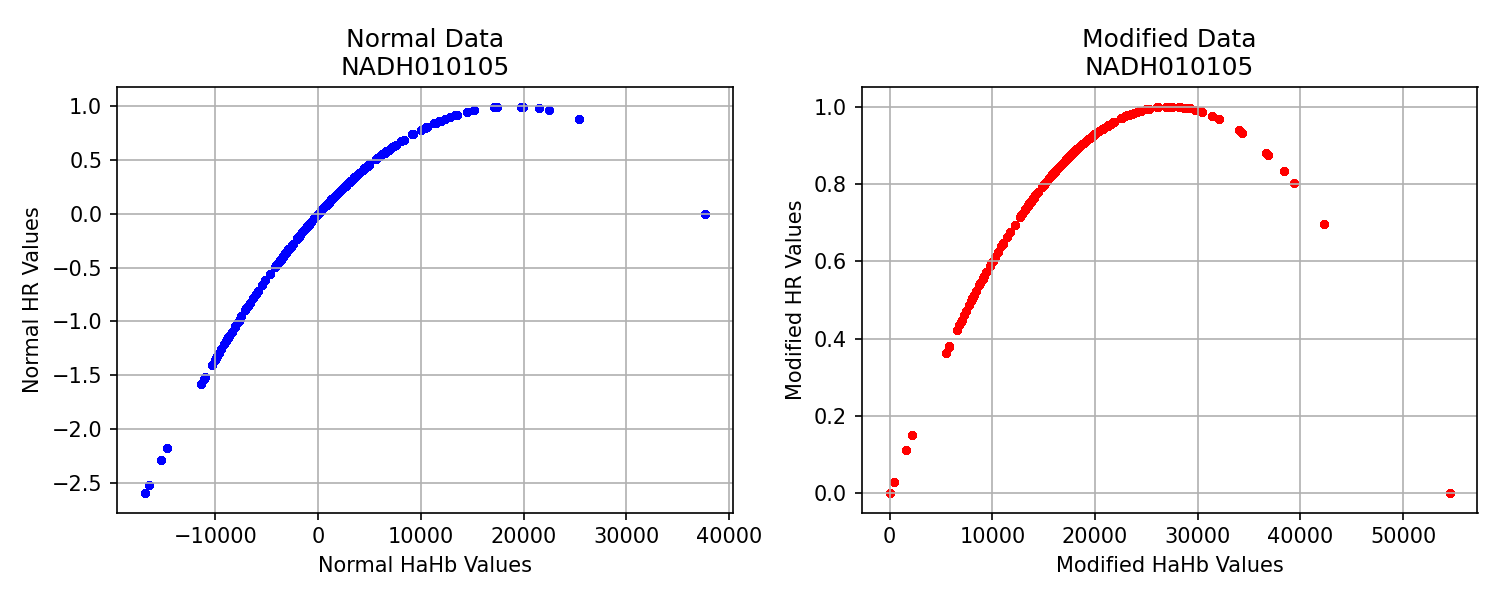 Normal Data
NADH010105
1.0
0.5
0.0
−0.5
−1.0
−1.5
−2.0
−2.5
Normal HR Values
−10000 0 10000 20000 30000 40000
Normal HaHb Values
Modified Data
NADH010105
1.0
0.8
0.6
0.4
0.2
0.0
Modified HR Values
0 10000 20000 30000 40000 50000
Modified HaHb Values